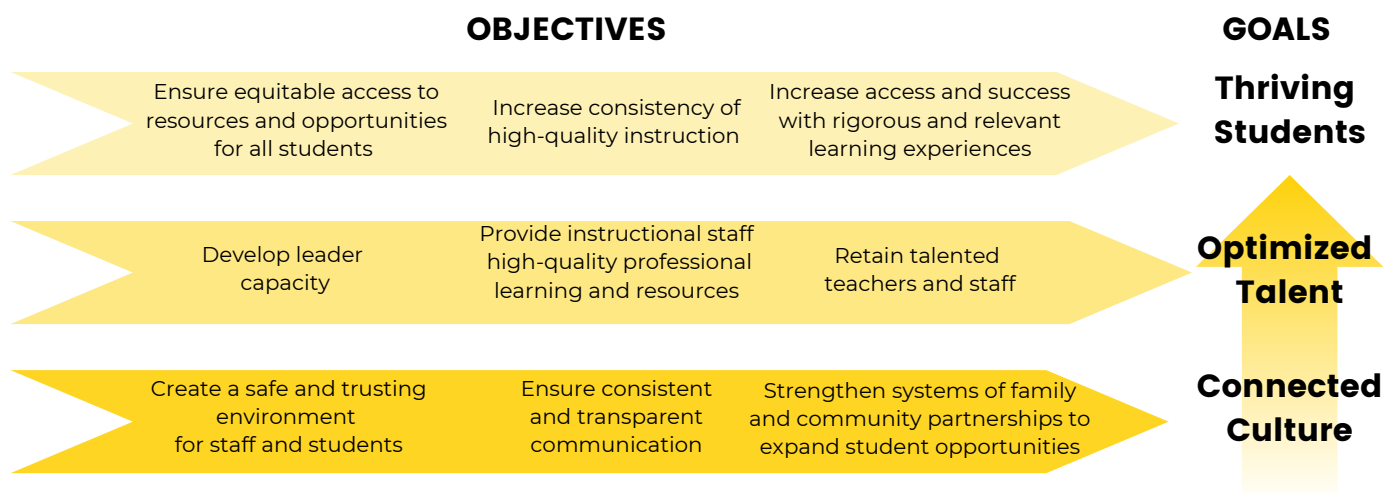 OBJECTIVES
GOALS
Ensure equitable access to
resources and opportunities
for all students
Increase consistency of
high-quality instruction
Increase access and success
with rigorous and relevant
learning experiences
Thriving
Students
Develop leader
capacity
Provide instructional staff
high-quality professional
learning and resources
Retain talented
teachers and staff
Optimized
Talent
Create a safe and trusting
environment
for staff and students
Ensure consistent
and transparent
communication
Strengthen systems of family
and community partnerships to
expand student opportunities
Connected
Culture